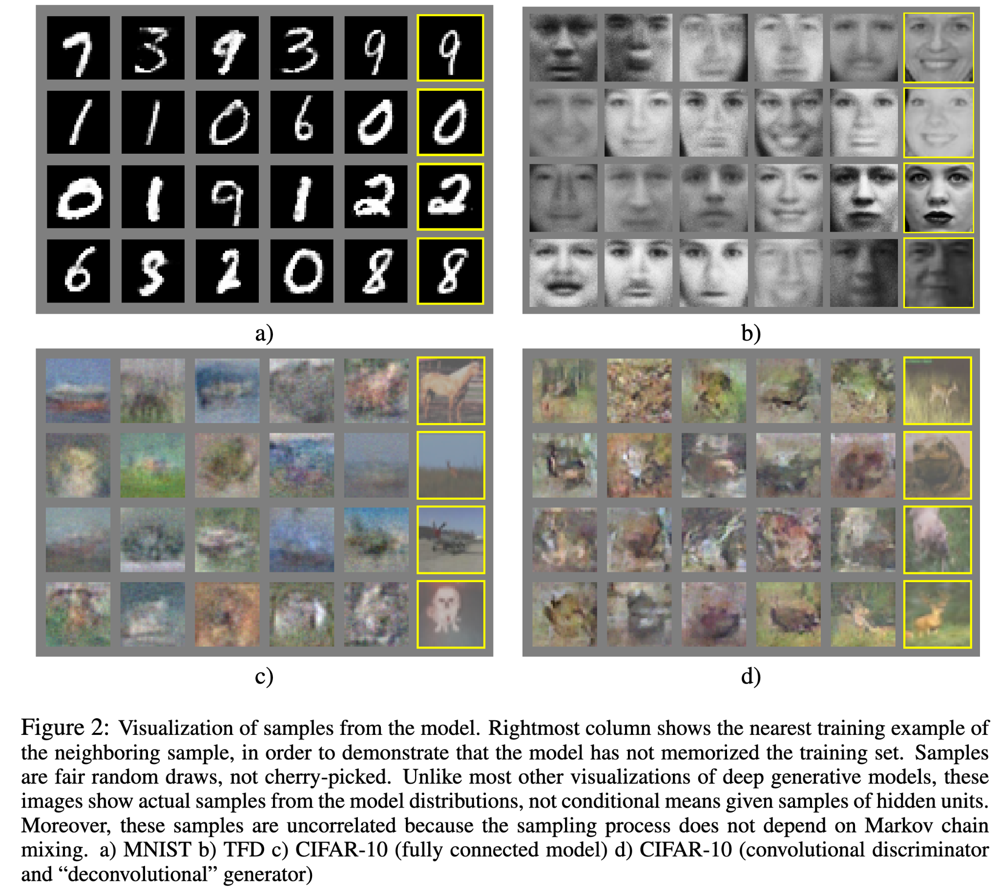 7 3 9 3 9 9
1 1 0 6 0 0
0 1 9 1 2 2
6 5 2 0 8 8
a)
b)
c)
d)
Figure 2: Visualization of samples from the model. Rightmost column shows the nearest training example of
the neighboring sample, in order to demonstrate that the model has not memorized the training set. Samples
are fair random draws, not cherry-picked. Unlike most other visualizations of deep generative models, these
images show actual samples from the model distributions, not conditional means given samples of hidden units.
Moreover, these samples are uncorrelated because the sampling process does not depend on Markov chain
mixing. a) MNIST b) TFD c) CIFAR-10 (fully connected model) d) CIFAR-10 (convolutional discriminator
and “deconvolutional” generator)